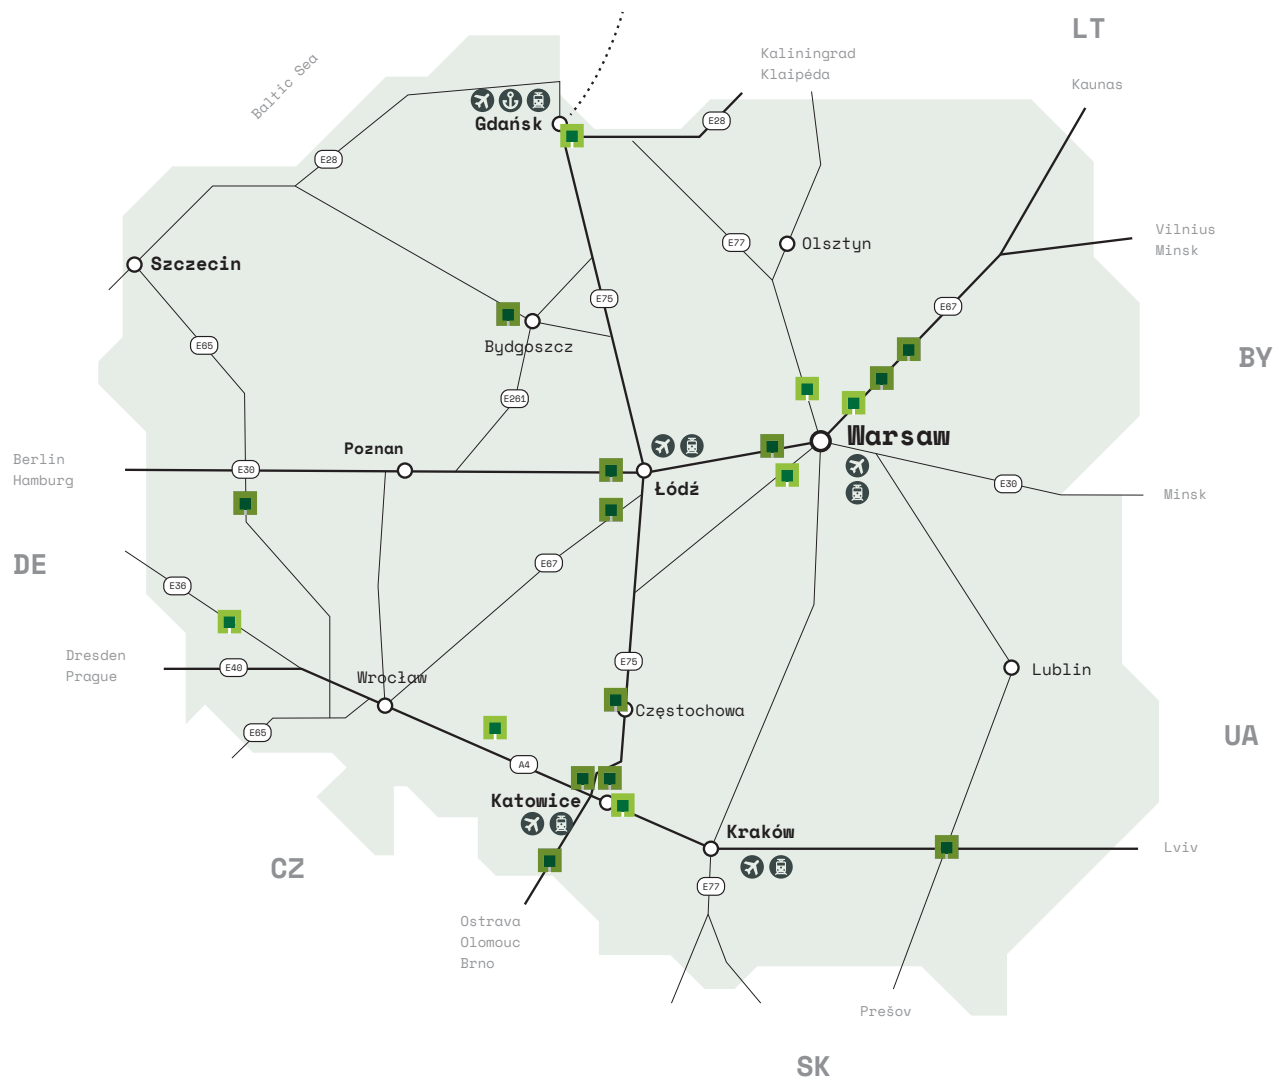 LT
Kaliningrad
Klaipėda
Baltic Sea
Kaunas
Gdańsk
E28
E28
Vilnius
Minsk
E77
Olsztyn
Szczecin
E75
E67
E65
Bydgoszcz
BY
E261
Poznan
Warsaw
Berlin
Hamburg
E30
Łódź
E30
Minsk
DE
E67
E36
Dresden
Prague
E40
E75
Wrocław
Lublin
Częstochowa
E65
UA
A4
Katowice
Kraków
Lviv
CZ
E77
Ostrava
Olomouc
Brno
Prešov
SK